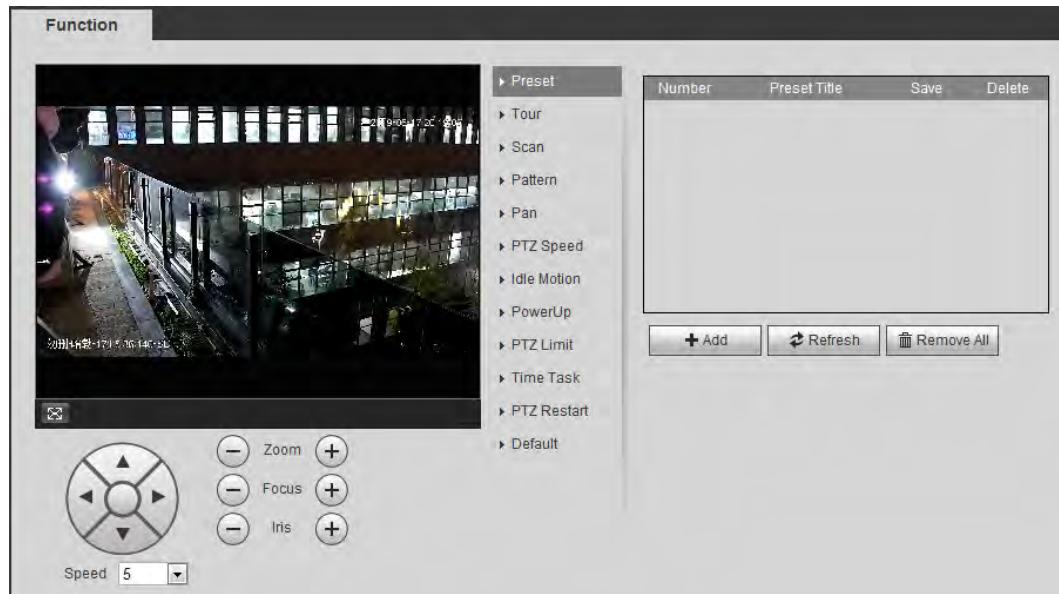 Function
Preset
Tour
Scan
Pattern
Pan
PTZ Speed
Idle Motion
PowerUp
PTZ Limit
Time Task
PTZ Restart
Default
Number Preset Title Save Delete
Add Refresh Remove All
Zoom
Focus
Iris
Speed 5